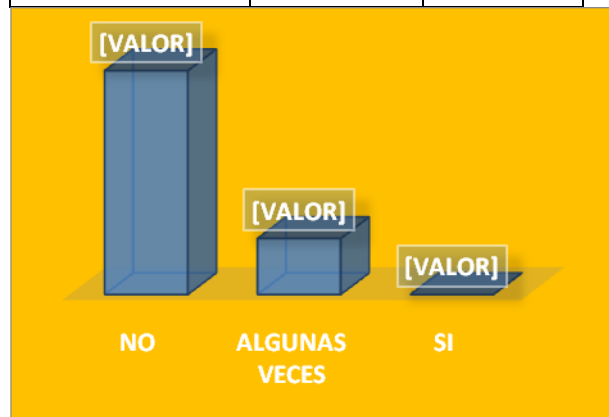 [VALOR]
[VALOR]
[VALOR]
NO
ALGUNAS
VECES
SI